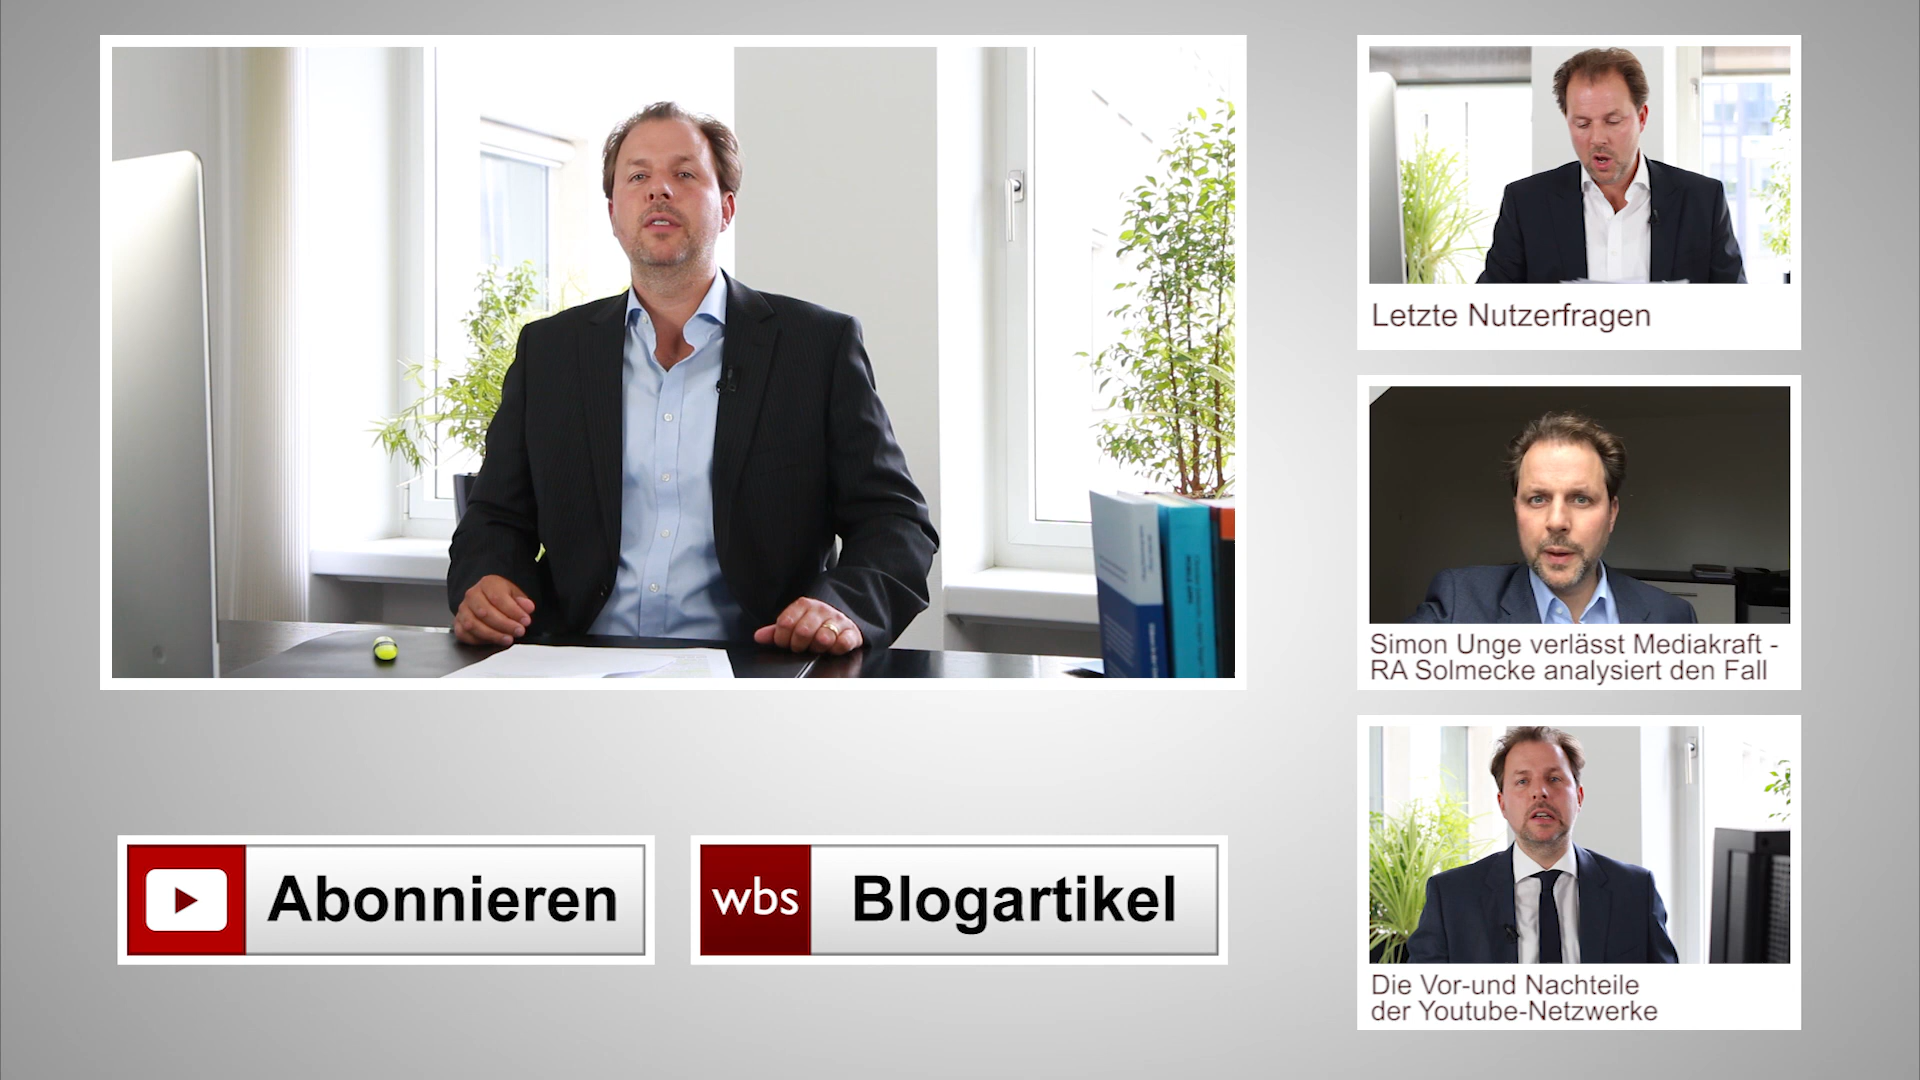 Letzte Nutzerfragen
Simon Unge verlässt Mediakraft -
RA Solmecke analysiert den Fall
Die Vor-und Nachteile
der Youtube-Netzwerke
Abonnieren
wbs Blogartikel